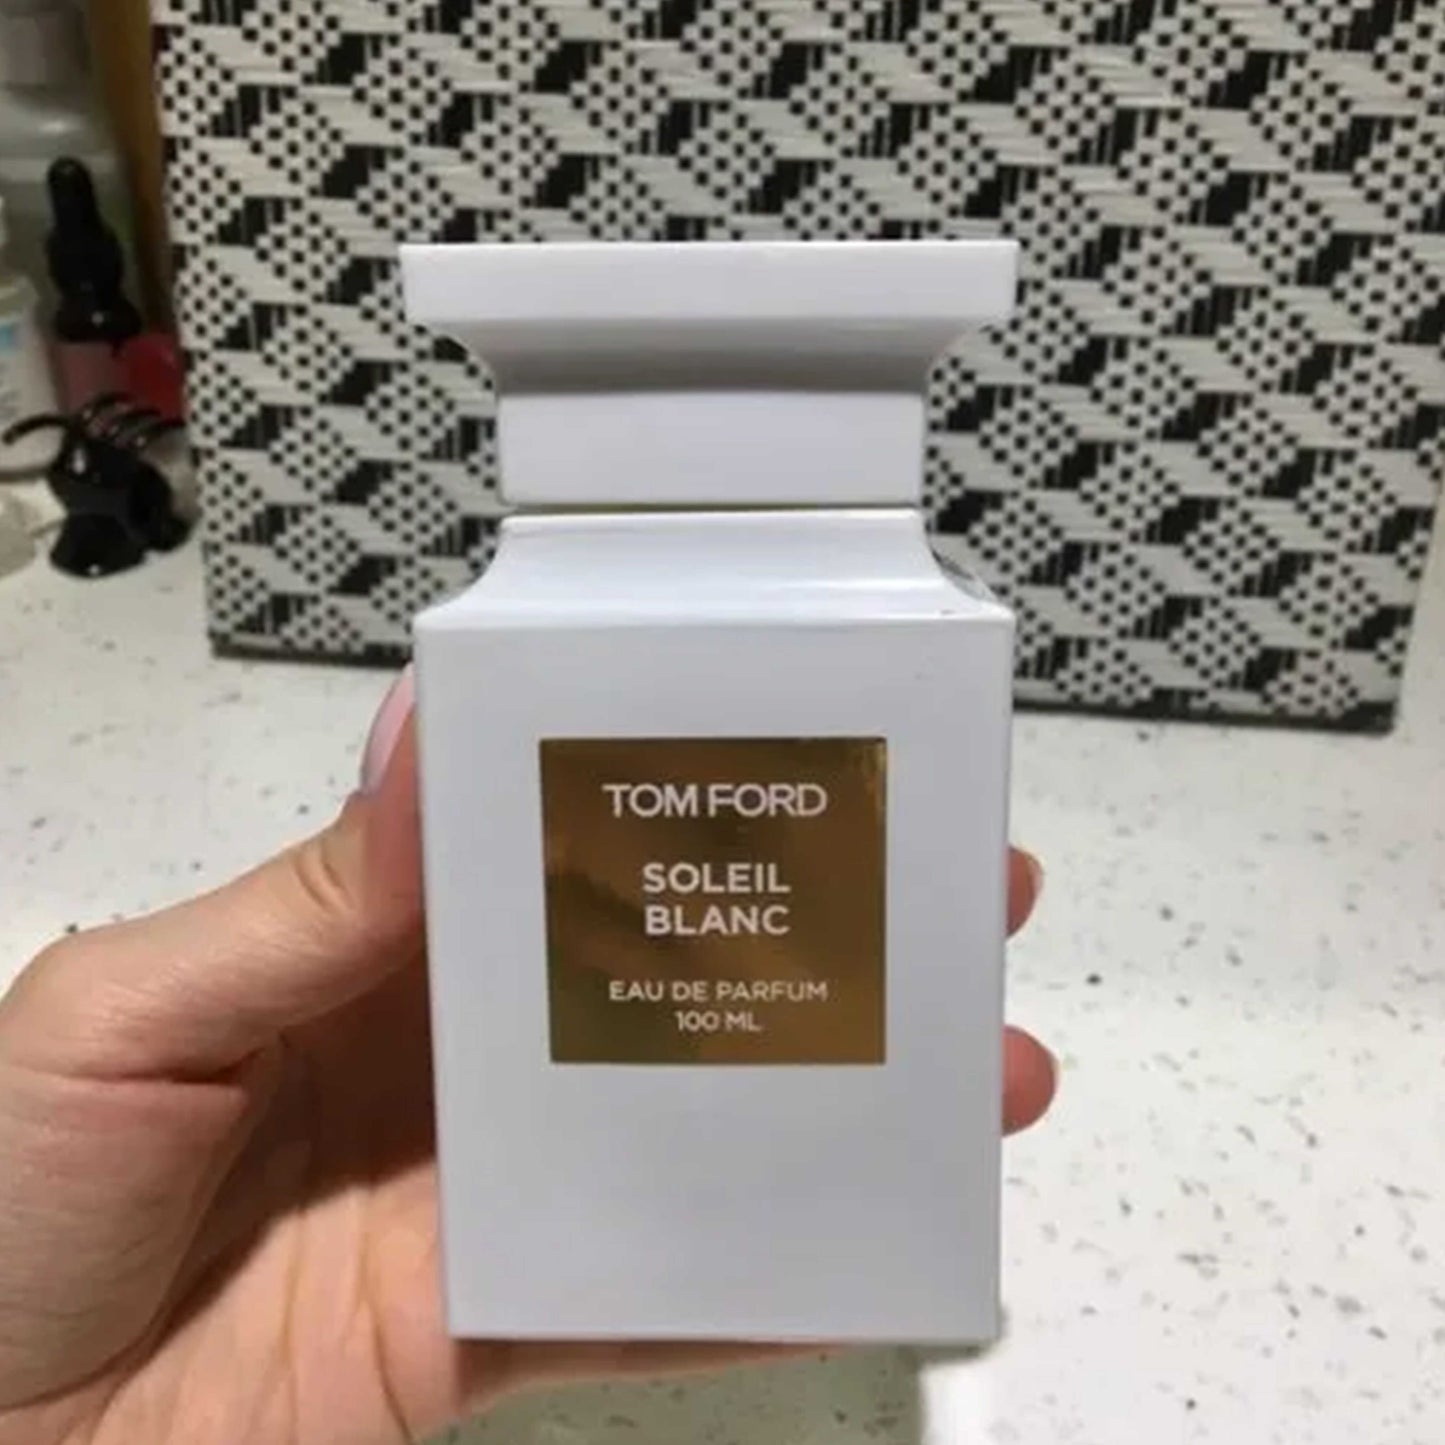 TOM FORD
SOLEIL
BLANC
EAU DE PARFUM
100 ML